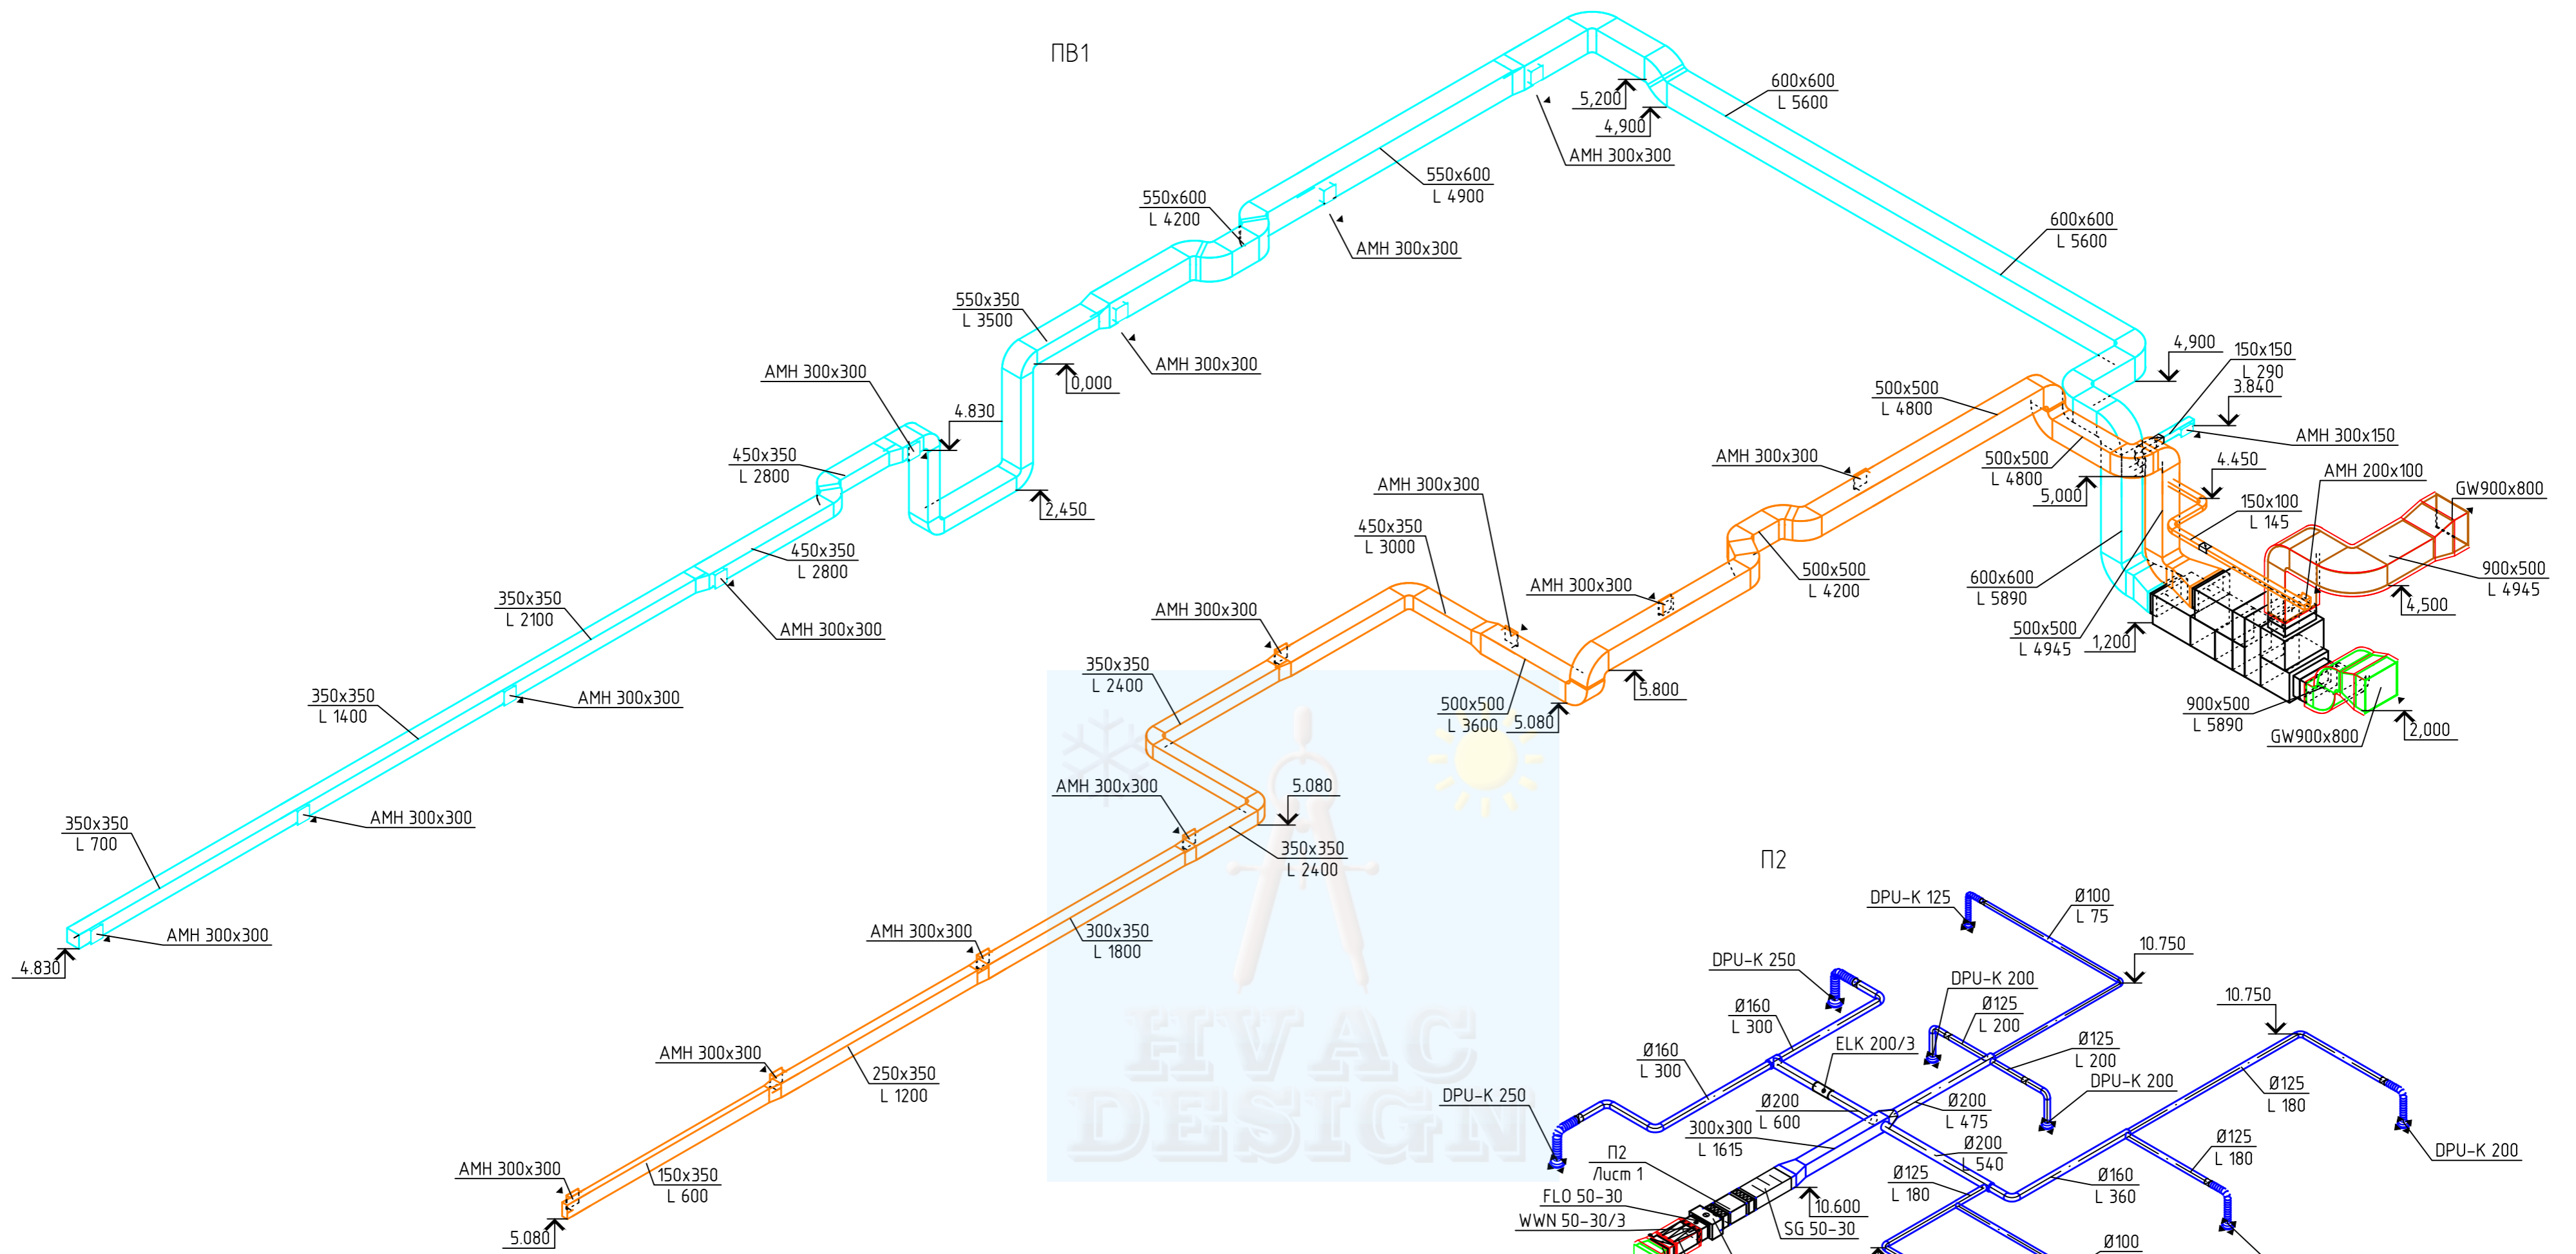 ПВ1
600x600
L 5600
5,200
4,900
АМН 300x300
550x600
L 4900
550x600
L 4200
АМН 300x300
600x600
L 5600
550x350
L 3500
АМН 300x300
0,000
АМН 300x300
4.830
2,450
450x350
L 2800
450x350
L 2800
АМН 300x300
350x350
L 2100
350x350
L 1400
АМН 300x300
350x350
L 700
АМН 300x300
АМН 300x300
4.830
4,900
150x150
L 290
3.840
АМН 300x150
500x500
L 4800
500x500
L 4800
5,000
4.450
АМН 200x100
GW900x800
150x100
L 145
900x500
L 4945
4,500
600x600
L 5890
500x500
L 4945
1,200
900x500
L 5890
GW900x800
2,000
АМН 300x300
АМН 300x300
450x350
L 3000
500x500
L 4200
АМН 300x300
5.800
500x500
L 3600
5.080
АМН 300x300
350x350
L 2400
АМН 300x300
5.080
350x350
L 2400
АМН 300x300
300x350
L 1800
АМН 300x300
250x350
L 1200
АМН 300x300
150x350
L 600
5.080
HVAC
DESIGN
П2
DPU-K 125
Ø100
L 75
10.750
DPU-K 250
DPU-K 200
Ø125
L 200
10.750
Ø160
L 300
ELK 200/3
Ø125
L 200
Ø160
L 300
DPU-K 200
Ø125
L 180
DPU-K 250
Ø200
L 600
Ø200
L 475
300x300
L 1615
Ø200
L 540
Ø125
L 180
DPU-K 200
П2
Лист 1
Ø125
L 180
Ø160
L 360
FLO 50-30
WWN 50-30/3
10.600
SG 50-30
Ø100